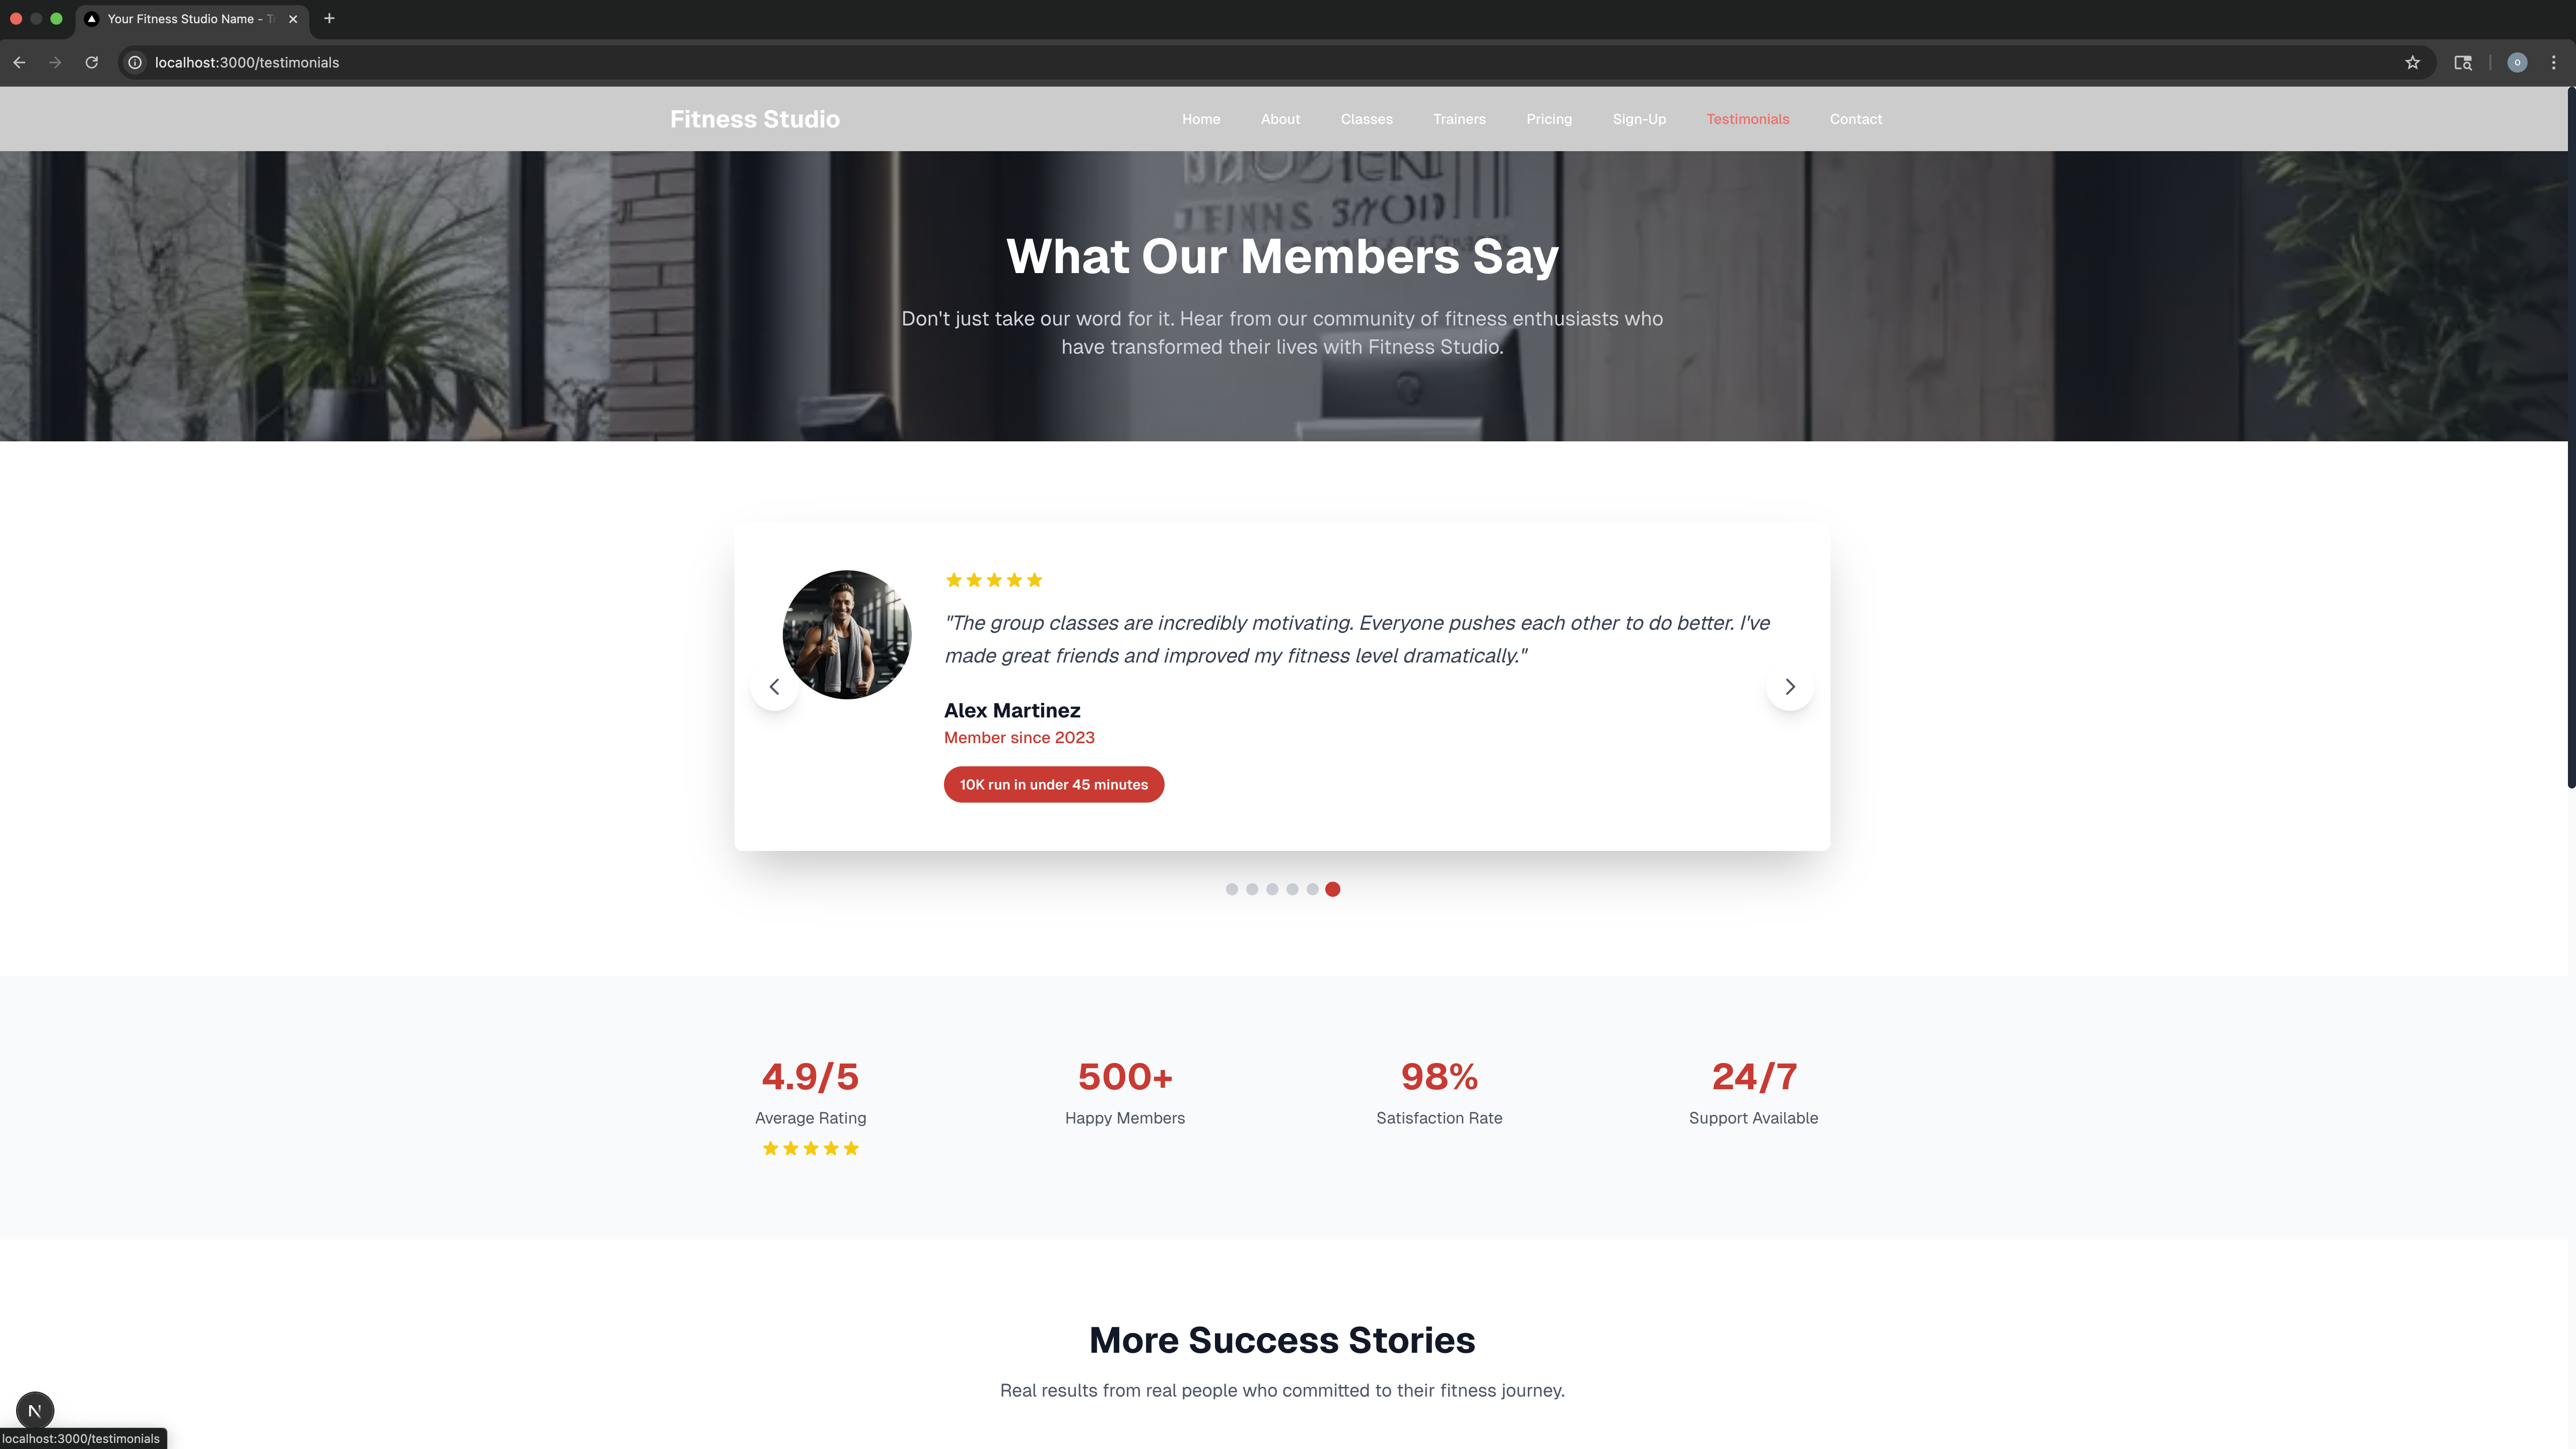 Your Fitness Studio Name -
localhost:3000/testimonials
Fitness Studio
Home About Classes Trainers Pricing Sign-Up Testimonials Contact
What Our Members Say
Don't just take our word for it. Hear from our community of fitness enthusiasts who
have transformed their lives with Fitness Studio.
"The group classes are incredibly motivating. Everyone pushes each other to do better. I've
made great friends and improved my fitness level dramatically."
Alex Martinez
Member since 2023
10K run in under 45 minutes
4.9/5 500+ 98% 24/7
Average Rating Happy Members Satisfaction Rate Support Available
More Success Stories
Real results from real people who committed to their fitness journey.
N
localhost:3000/testimonials